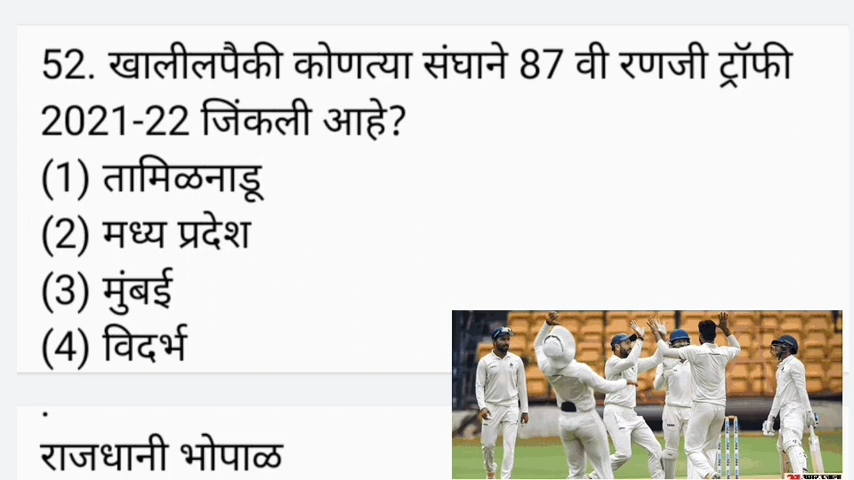 52. खालीलपैकी कोणत्या संघाने 87 वी रणजी ट्रॉफी
2021-22 जिंकली आहे?
(1) तामिळनाडू
(2) मध्य प्रदेश
(3) मुंबई
(4) विदर्भ
.
राजधानी भोपाळ